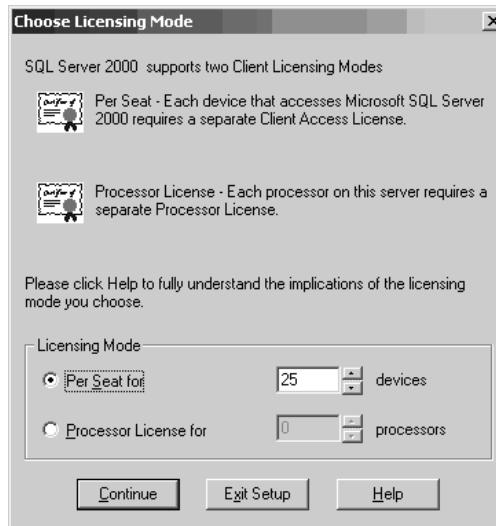 Choose Licensing Mode
SQL Server 2000 supports two Client Licensing Modes
Per Seat - Each device that accesses Microsoft SQL Server
2000 requires a separate Client Access License.
Processor License - Each processor on this server requires a
separate Processor License.
Please click Help to fully understand the implications of the licensing
mode you choose.
Licensing Mode
Per Seat for 25 devices
Processor License for 0 processors
Continue Exit Setup Help